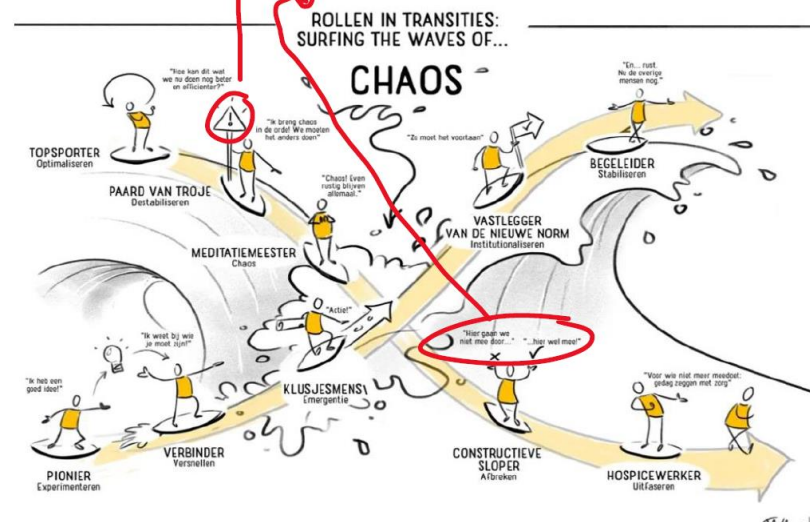 ROLLEN IN TRANSITIES:
SURFING THE WAVES OF...
CHAOS
"Hoe kan dit wat
we nu doen nog beter
en efficienter?"
TOPSPORTER
Optimaliseren
"Ik breng chaos
in de orde! We moeten
het anders doen"
PAARD VAN TROJE
Destabiliseren
"Chaos! Even
rustig blijven
allemaal."
MEDITATIEMEESTER
Chaos
"Zo moet het voortaan"
VASTLEGGER
VAN DE NIEUWE NORM
Institutionaliseren
"En... rust.
Nu de overige
mensen nog."
BEGELEIDER
Stabiliseren
"Ik heb een
goed idee!"
PIONIER
Experimenteren
"Ik weet bij wie
je moet zijn!"
VERBINDER
Versnellen
"Actie!"
KLUSJESMENS
Emergentie
"Hier gaan we
niet mee door..."
"...hier wel mee!"
CONSTRUCTIEVE
SLOPER
Afbreken
"Voor wie niet meer meedoet:
gedag zeggen met zorg"
HOSPICEWERKER
Uitfaseren